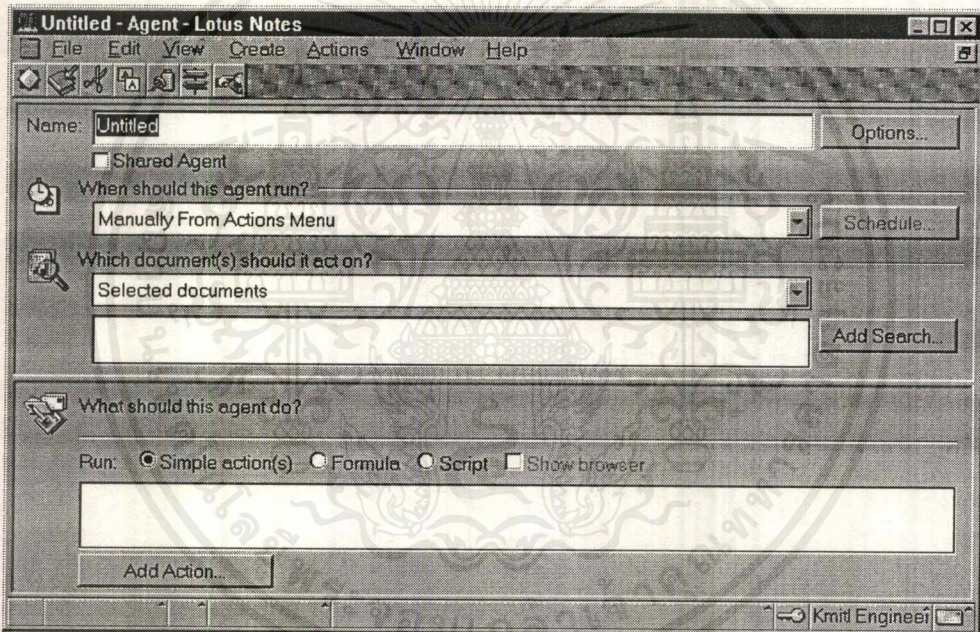 Untitled - Agent - Lotus Notes
File Edit View Create Actions Window Help
Name: Untitled Options...
Shared Agent
When should this agent run?
Manually From Actions Menu Schedule...
Which document(s) should it act on?
Selected documents
Add Search...
What should this agent do?
Run: Simple action(s) Formula Script Show browser
Add Action...
Kmitl Engineer